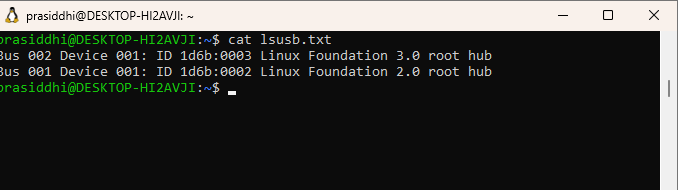 prasiddhi@DESKTOP-HI2AVJI: ~
prasiddhi@DESKTOP-HI2AVJI:~$ cat lsusb.txt
Bus 002 Device 001: ID 1d6b:0003 Linux Foundation 3.0 root hub
Bus 001 Device 001: ID 1d6b:0002 Linux Foundation 2.0 root hub
prasiddhi@DESKTOP-HI2AVJI:~$